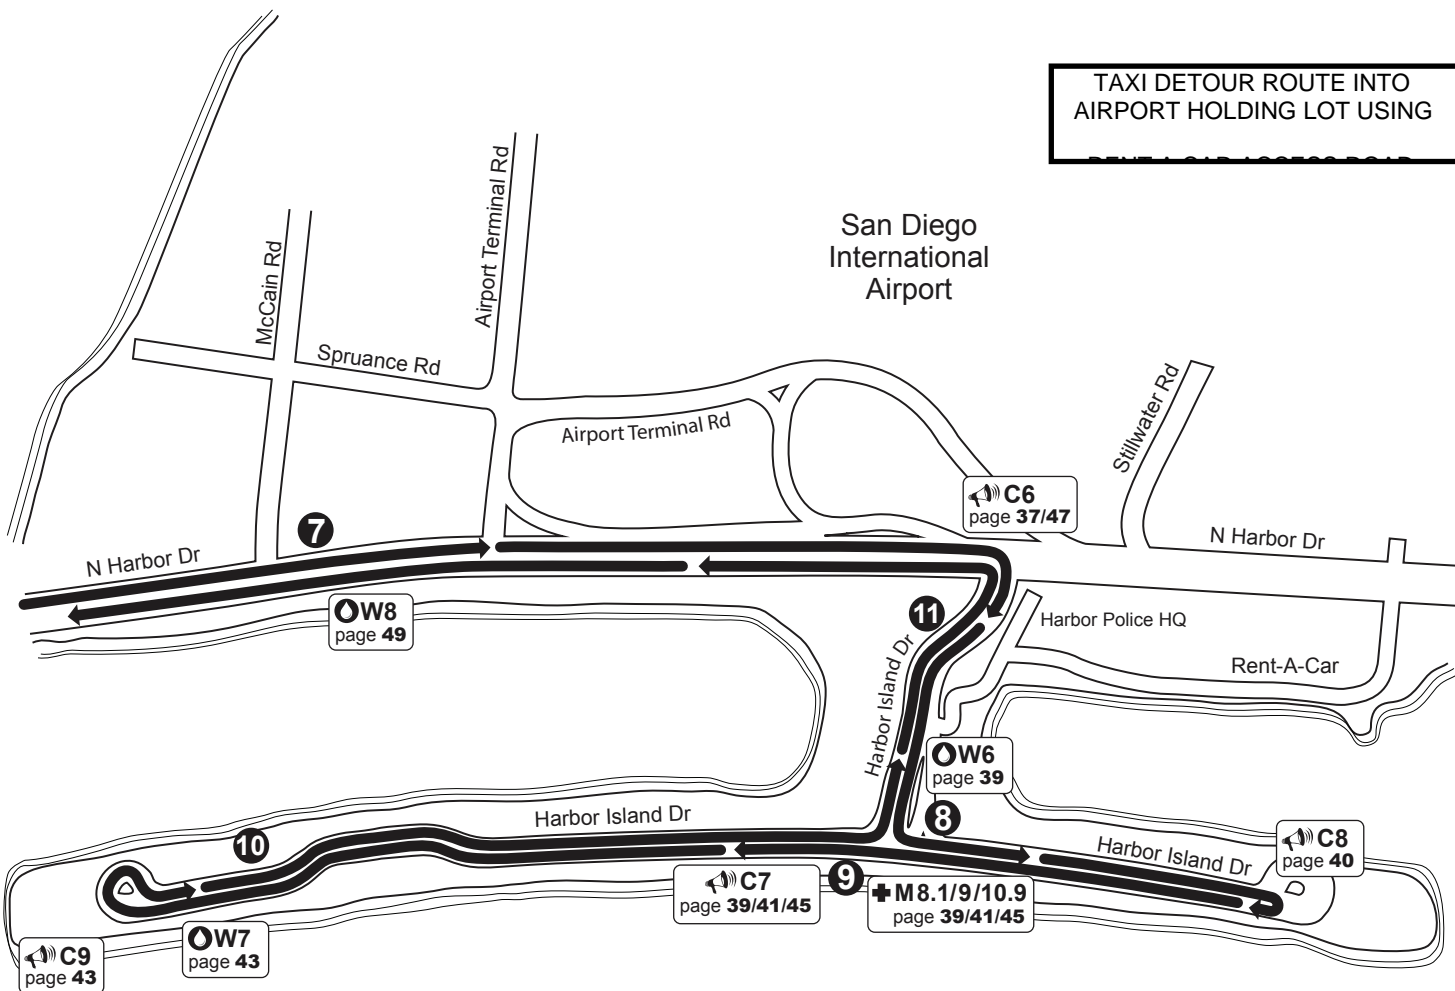 TAXI DETOUR ROUTE INTO
AIRPORT HOLDING LOT USING
San Diego
International
Airport
McCain Rd
Airport Terminal Rd
Spruance Rd
Airport Terminal Rd
Stillwater Rd
C6
page 37/47
7
N Harbor Dr
N Harbor Dr
W8
page 49
11
Harbor Police HQ
Rent-A-Car
Harbor Island Dr
W6
page 39
8
Harbor Island Dr
10
Harbor Island Dr
C8
page 40
C7
page 39/41/45
9
M8.1/9/10.9
page 39/41/45
W7
page 43
C9
page 43